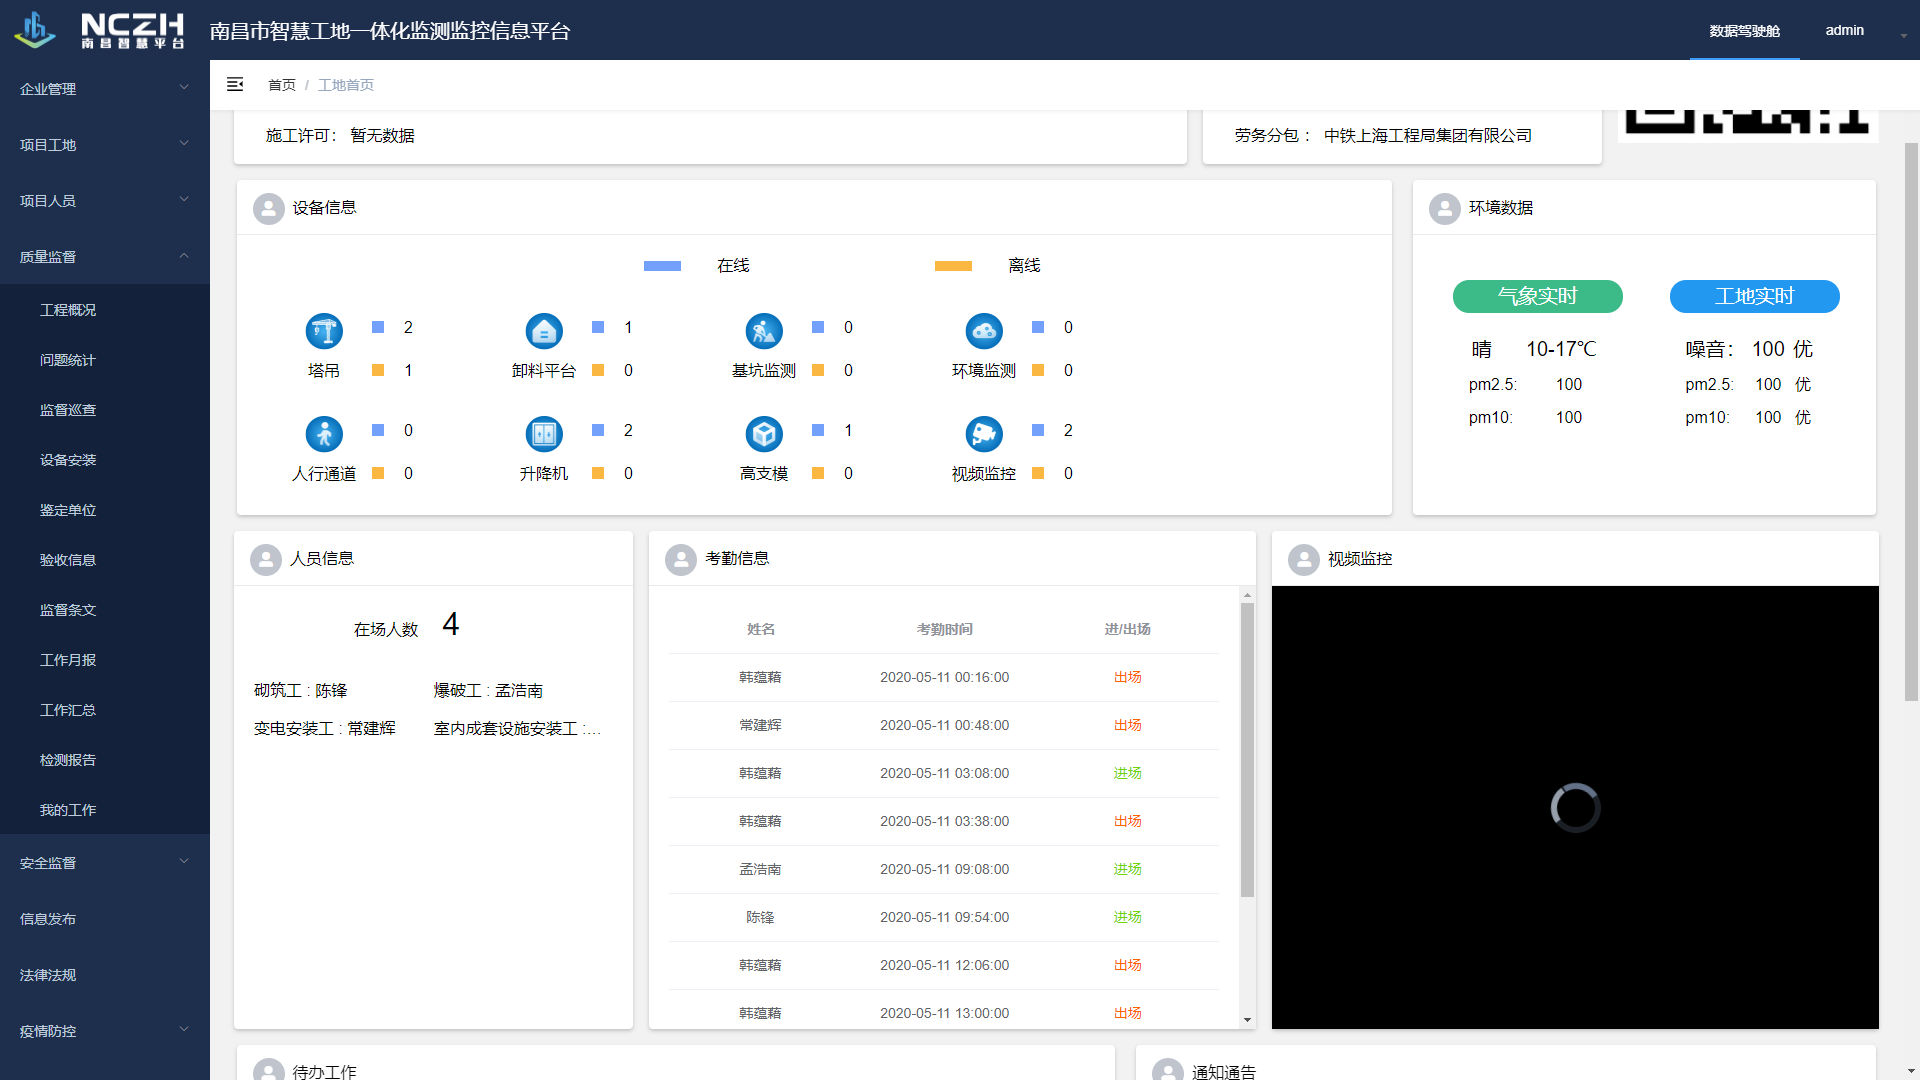 NCZH
南昌智慧平台
南昌市智慧工地一体化监测监控信息平台
数据驾驶舱
admin
企业管理
项目工地
项目人员
质量监督
工程概况
问题统计
监督巡查
设备安装
鉴定单位
验收信息
监督条文
工作月报
工作汇总
检测报告
我的工作
安全监督
信息发布
法律法规
疫情防控
首页 / 工地首页
施工许可： 暂无数据
劳务分包： 中铁上海工程局集团有限公司
设备信息
在线 离线
塔吊 2 1
卸料平台 1 0
基坑监测 0 0
环境监测 0 0
人行通道 0 0
升降机 2 0
高支模 1 0
视频监控 2 0
环境数据
气象实时 工地实时
晴 10-17℃ 噪音： 100 优
pm2.5: 100 pm2.5: 100 优
pm10: 100 pm10: 100 优
人员信息
在场人数 4
砌筑工 : 陈锋 爆破工 : 孟浩南
变电安装工 : 常建辉 室内成套设施安装工 :...
考勤信息
姓名 考勤时间 进/出场
韩蕴藉 2020-05-11 00:16:00 出场
常建辉 2020-05-11 00:48:00 出场
韩蕴藉 2020-05-11 03:08:00 进场
韩蕴藉 2020-05-11 03:38:00 出场
孟浩南 2020-05-11 09:08:00 进场
陈锋 2020-05-11 09:54:00 进场
韩蕴藉 2020-05-11 12:06:00 出场
韩蕴藉 2020-05-11 13:00:00 出场
视频监控
待办工作
通知通告